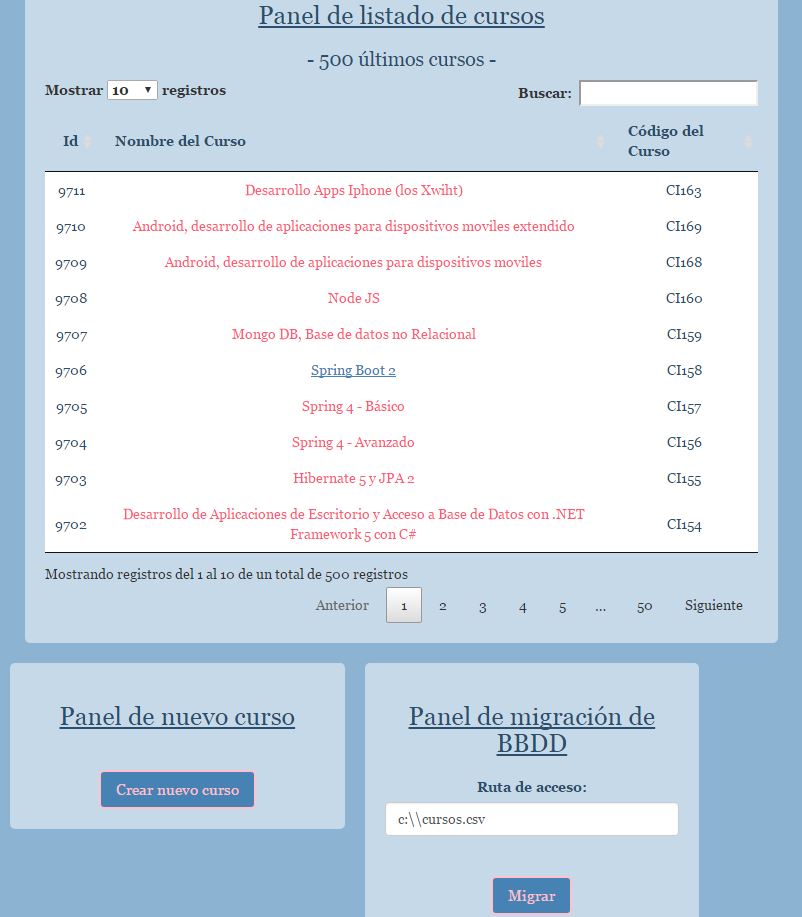 Panel de listado de cursos
- 500 últimos cursos -
Mostrar 10 registros
Buscar:
Id Nombre del Curso Código del
Curso
9711 Desarrollo Apps Iphone (los Xwiht) CI163
9710 Android, desarrollo de aplicaciones para dispositivos moviles extendido CI169
9709 Android, desarrollo de aplicaciones para dispositivos moviles CI168
9708 Node JS CI160
9707 Mongo DB, Base de datos no Relacional CI159
9706 Spring Boot 2 CI158
9705 Spring 4 - Básico CI157
9704 Spring 4 - Avanzado CI156
9703 Hibernate 5 y JPA 2 CI155
9702 Desarrollo de Aplicaciones de Escritorio y Acceso a Base de Datos con .NET
Framework 5 con C# CI154
Mostrando registros del 1 al 10 de un total de 500 registros
Anterior 1 2 3 4 5 ... 50 Siguiente
Panel de nuevo curso
Crear nuevo curso
Panel de migración de
BBDD
Ruta de acceso:
c:\\cursos.csv
Migrar